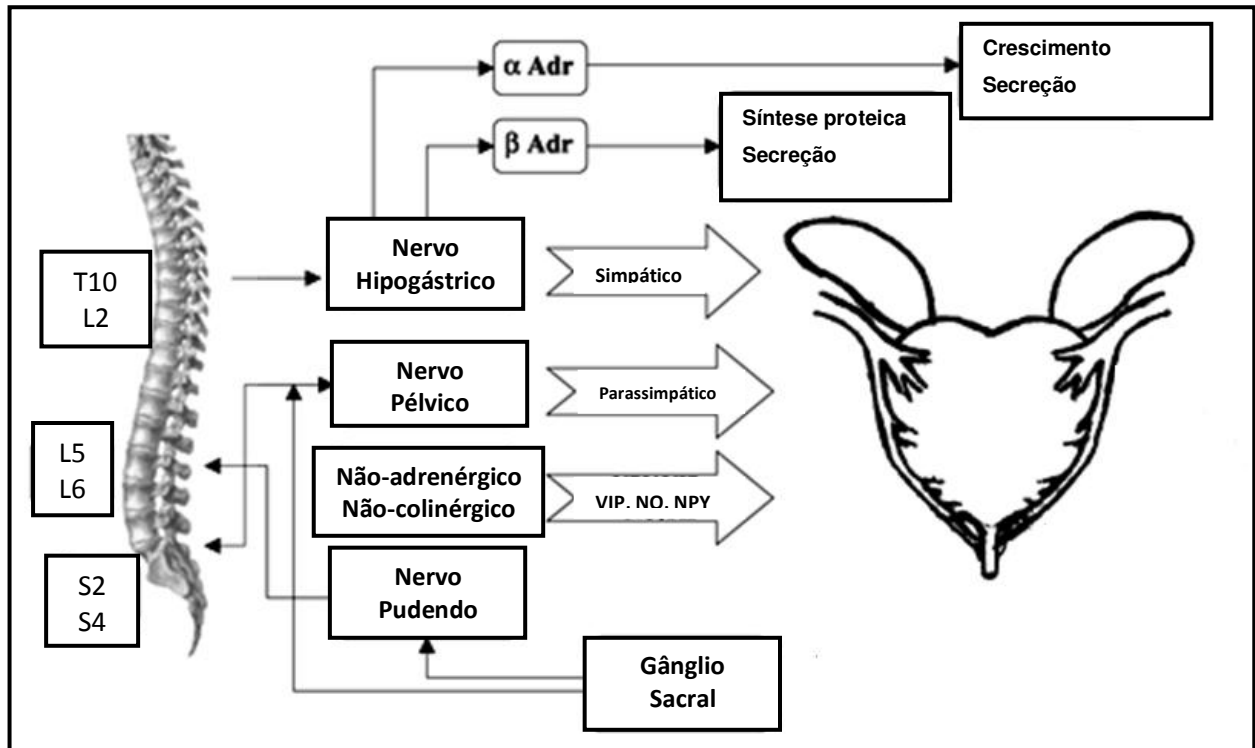 α Adr
Crescimento
Secreção
β Adr
Síntese proteica
Secreção
T10
L2
Nervo
Hipogástrico
Simpático
Nervo
Pélvico
Parassimpático
L5
L6
Não-adrenérgico
Não-colinérgico
VIP, NO, NPY
S2
S4
Nervo
Pudendo
Gânglio
Sacral